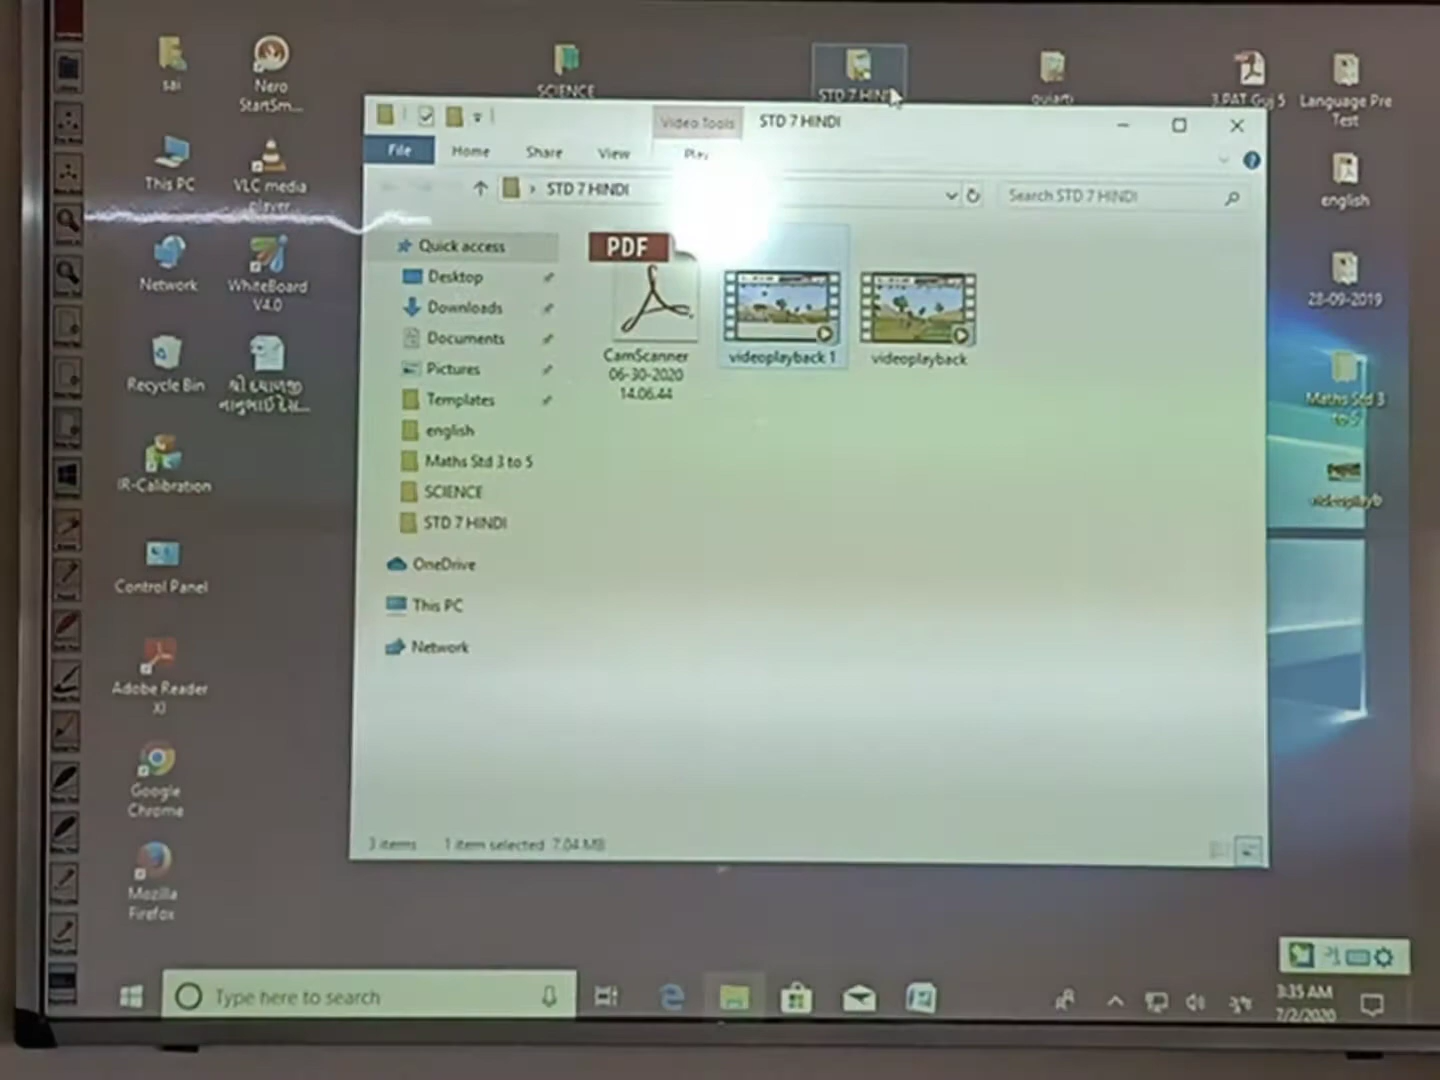 sai
Nero
StartSm...
SCIENCE
STD 7 HINDI
3.PAT Guj 5
Language Pre
Test
This PC
VLC media
player
english
Network
WhiteBoard
V4.0
28-09-2019
Recycle Bin
Maths Std 3
to 5
IR-Calibration
videoplayb
Control Panel
Adobe Reader
XI
Google
Chrome
Mozilla
Firefox
Video Tools
STD 7 HINDI
File
Home
Share
View
Play
STD 7 HINDI
Search STD 7 HINDI
Quick access
Desktop
Downloads
Documents
Pictures
Templates
english
Maths Std 3 to 5
SCIENCE
STD 7 HINDI
OneDrive
This PC
Network
PDF
CamScanner
06-30-2020
14.06.44
videoplayback 1
videoplayback
3 items
1 item selected 7.04 MB
Type here to search
3:35 AM
7/2/2020